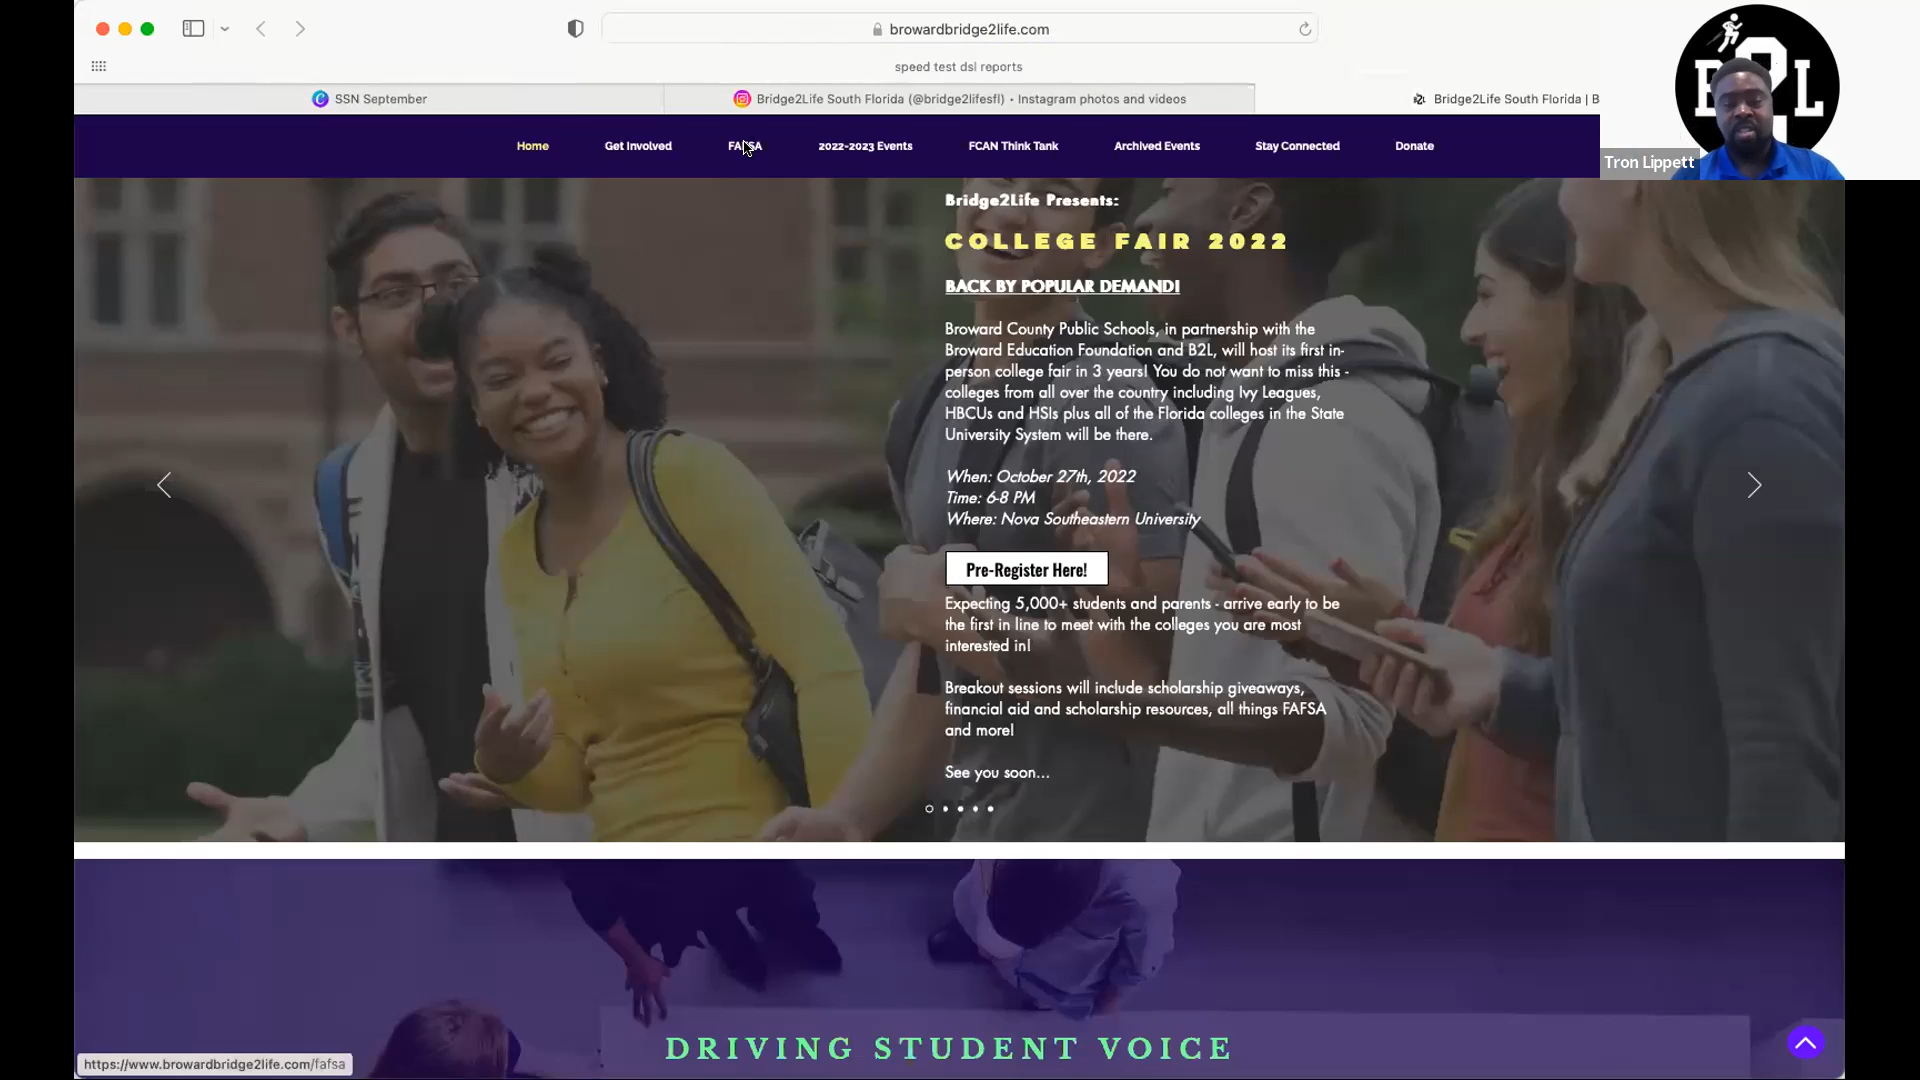 browardbridge2life.com
speed test dsl reports
SSN September
Bridge2Life South Florida (@bridge2lifesfl) • Instagram photos and videos
Bridge2Life South Florida | B
B2L
Tron Lippett
Home
Get Involved
FAFSA
2022-2023 Events
FCAN Think Tank
Archived Events
Stay Connected
Donate
Bridge2Life Presents:
COLLEGE FAIR 2022
BACK BY POPULAR DEMAND!
Broward County Public Schools, in partnership with the
Broward Education Foundation and B2L, will host its first in-
person college fair in 3 years! You do not want to miss this -
colleges from all over the country including Ivy Leagues,
HBCUs and HSIs plus all of the Florida colleges in the State
University System will be there.
When: October 27th, 2022
Time: 6-8 PM
Where: Nova Southeastern University
Pre-Register Here!
Expecting 5,000+ students and parents - arrive early to be
the first in line to meet with the colleges you are most
interested in!
Breakout sessions will include scholarship giveaways,
financial aid and scholarship resources, all things FAFSA
and more!
See you soon...
DRIVING STUDENT VOICE
https://www.browardbridge2life.com/fafsa